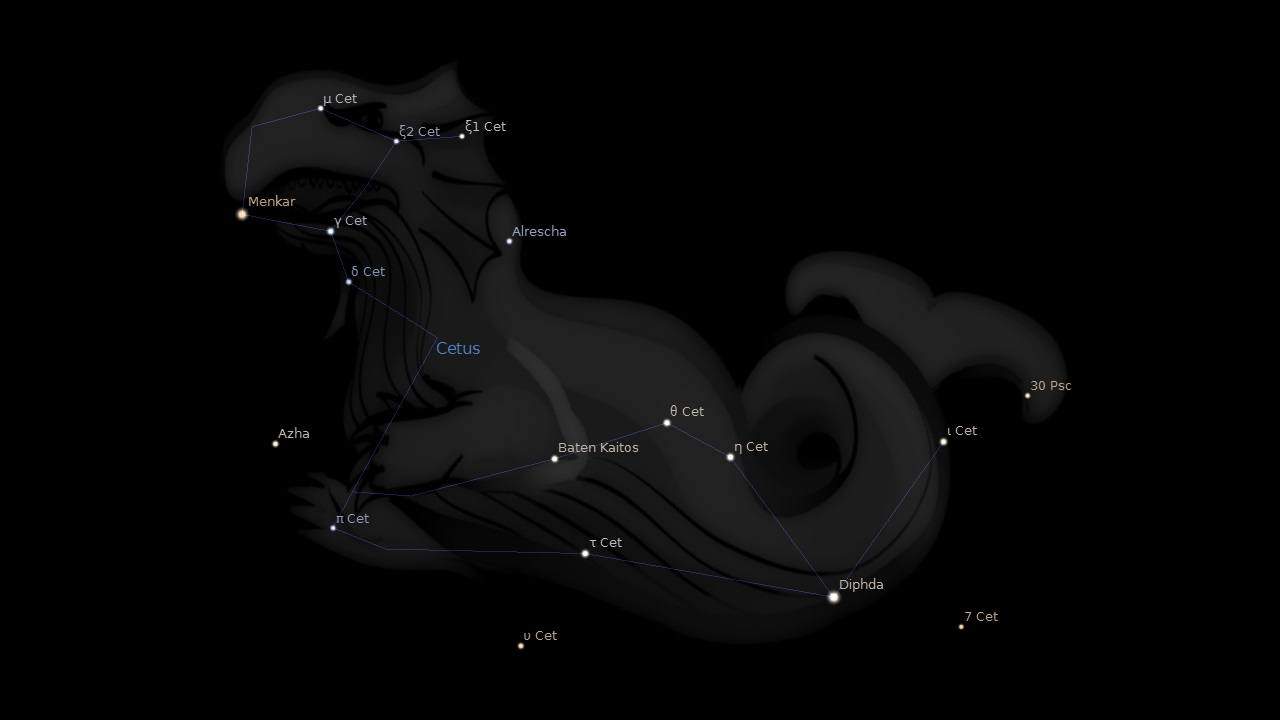 μ Cet
ξ1 Cet
ξ2 Cet
Menkar
γ Cet
Alrescha
δ Cet
Cetus
30 Psc
θ Cet
ι Cet
Azha
Baten Kaitos
η Cet
π Cet
τ Cet
Diphda
7 Cet
υ Cet